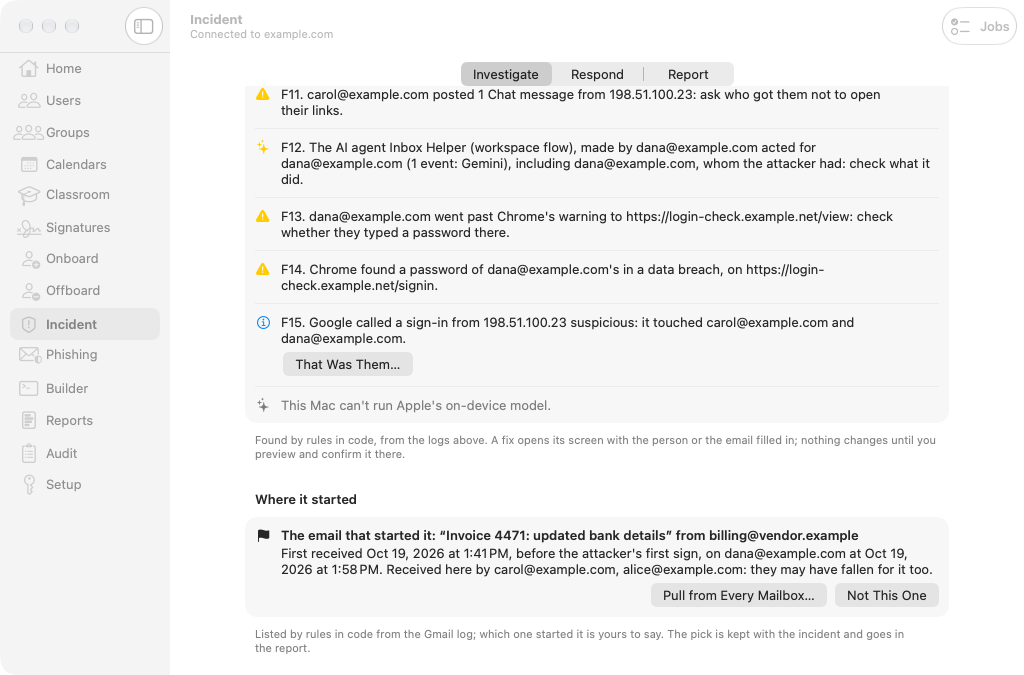 Incident
Connected to example.com
Jobs
Home
Users
Groups
Calendars
Classroom
Signatures
Onboard
Offboard
Incident
Phishing
Builder
Reports
Audit
Setup
Investigate
Respond
Report
F11. carol@example.com posted 1 Chat message from 198.51.100.23: ask who got them not to open
their links.
F12. The AI agent Inbox Helper (workspace flow), made by dana@example.com acted for
dana@example.com (1 event: Gemini), including dana@example.com, whom the attacker had: check what it
did.
F13. dana@example.com went past Chrome's warning to https://login-check.example.net/view: check
whether they typed a password there.
F14. Chrome found a password of dana@example.com's in a data breach, on https://login-
check.example.net/signin.
F15. Google called a sign-in from 198.51.100.23 suspicious: it touched carol@example.com and
dana@example.com.
That Was Them…
This Mac can't run Apple's on-device model.
Found by rules in code, from the logs above. A fix opens its screen with the person or the email filled in; nothing changes until you
preview and confirm it there.
Where it started
The email that started it: “Invoice 4471: updated bank details” from billing@vendor.example
First received Oct 19, 2026 at 1:41 PM, before the attacker's first sign, on dana@example.com at Oct 19,
2026 at 1:58 PM. Received here by carol@example.com, alice@example.com: they may have fallen for it too.
Pull from Every Mailbox…
Not This One
Listed by rules in code from the Gmail log; which one started it is yours to say. The pick is kept with the incident and goes in
the report.